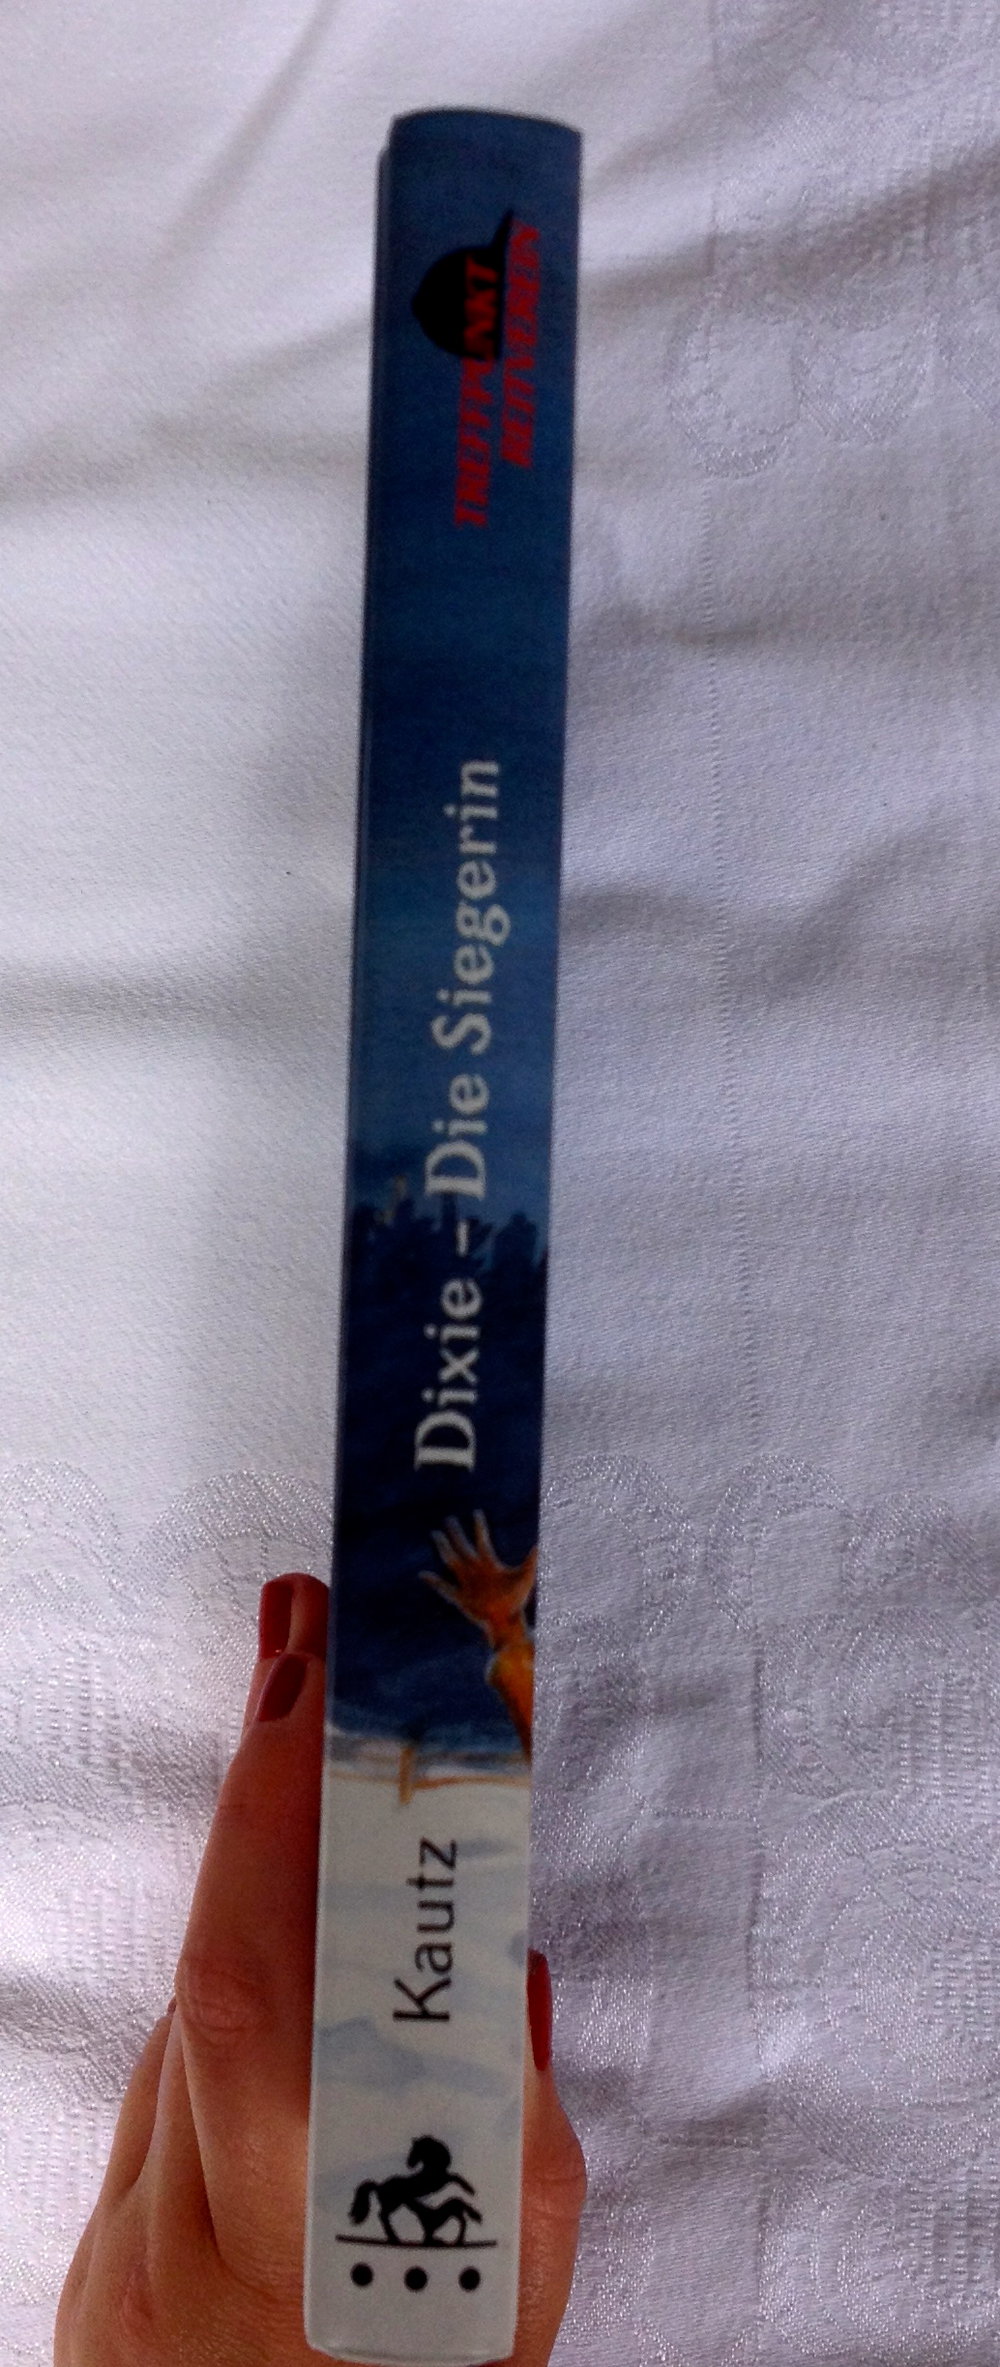 Kautz
Dixie – Die Siegerin
TREFFPUNKT
REITVEREIN